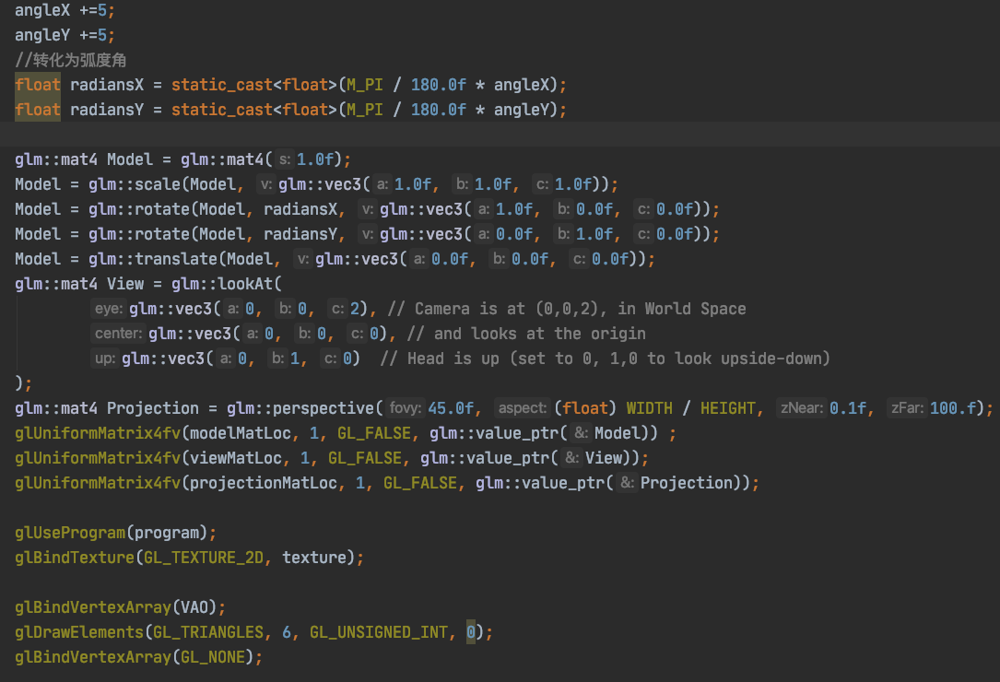 angleX +=5;
angleY +=5;
//转化为弧度角
float radiansX = static_cast<float>(M_PI / 180.0f * angleX);
float radiansY = static_cast<float>(M_PI / 180.0f * angleY);
glm::mat4 Model = glm::mat4( s: 1.0f);
Model = glm::scale(Model, v: glm::vec3( a: 1.0f, b: 1.0f, c: 1.0f));
Model = glm::rotate(Model, radiansX, v: glm::vec3( a: 1.0f, b: 0.0f, c: 0.0f));
Model = glm::rotate(Model, radiansY, v: glm::vec3( a: 0.0f, b: 1.0f, c: 0.0f));
Model = glm::translate(Model, v: glm::vec3( a: 0.0f, b: 0.0f, c: 0.0f));
glm::mat4 View = glm::lookAt(
eye: glm::vec3( a: 0, b: 0, c: 2), // Camera is at (0,0,2), in World Space
center: glm::vec3( a: 0, b: 0, c: 0), // and looks at the origin
up: glm::vec3( a: 0, b: 1, c: 0) // Head is up (set to 0, 1,0 to look upside-down)
);
glm::mat4 Projection = glm::perspective( fovy: 45.0f, aspect: (float) WIDTH / HEIGHT, zNear: 0.1f, zFar: 100.f);
glUniformMatrix4fv(modelMatLoc, 1, GL_FALSE, glm::value_ptr( &: Model)) ;
glUniformMatrix4fv(viewMatLoc, 1, GL_FALSE, glm::value_ptr( &: View));
glUniformMatrix4fv(projectionMatLoc, 1, GL_FALSE, glm::value_ptr( &: Projection));
glUseProgram(program);
glBindTexture(GL_TEXTURE_2D, texture);
glBindVertexArray(VAO);
glDrawElements(GL_TRIANGLES, 6, GL_UNSIGNED_INT, 0);
glBindVertexArray(GL_NONE);